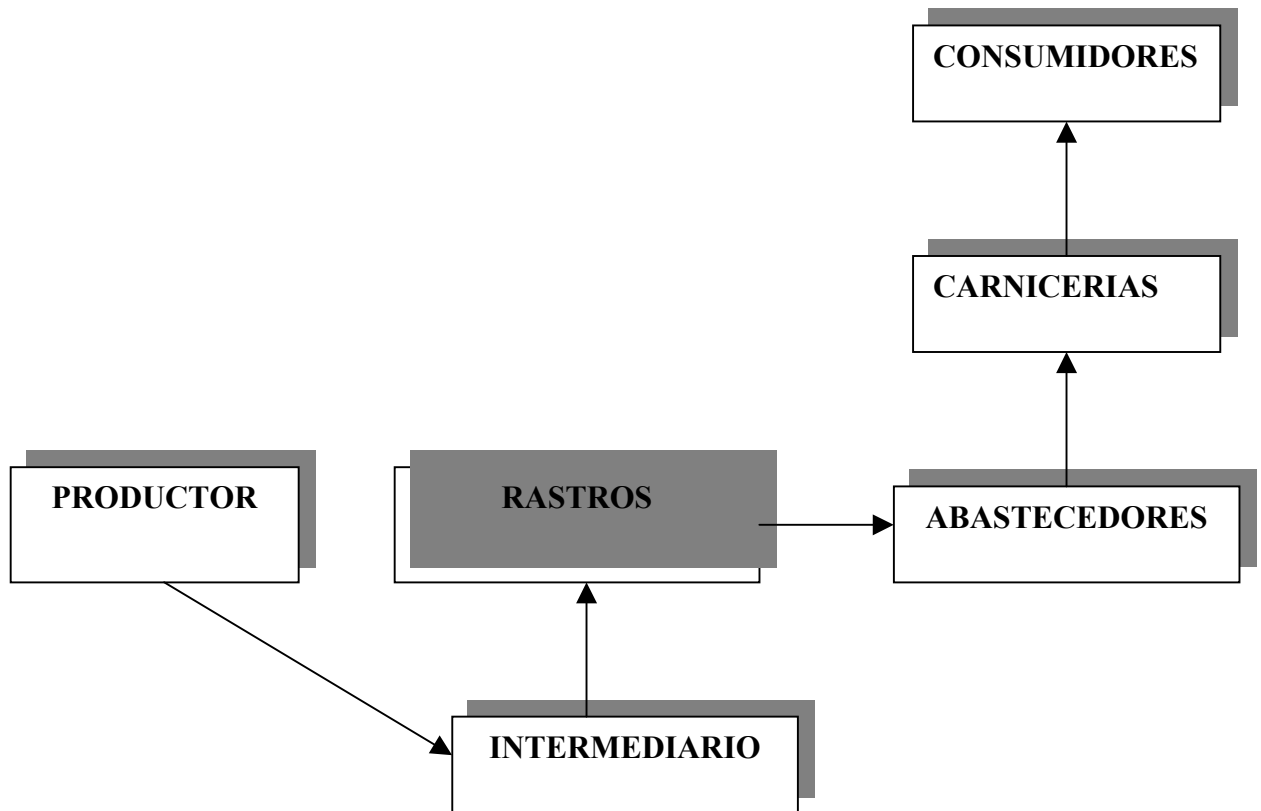 CONSUMIDORES
CARNICERIAS
PRODUCTOR
RASTROS
ABASTECEDORES
INTERMEDIARIO